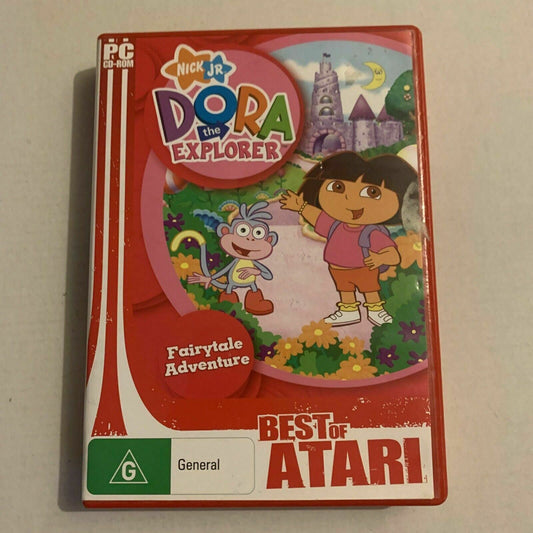 PC
CD-ROM
NICK JR
DORA
the
EXPLORER
Fairytale
Adventure
G
General
BEST OF
ATARI